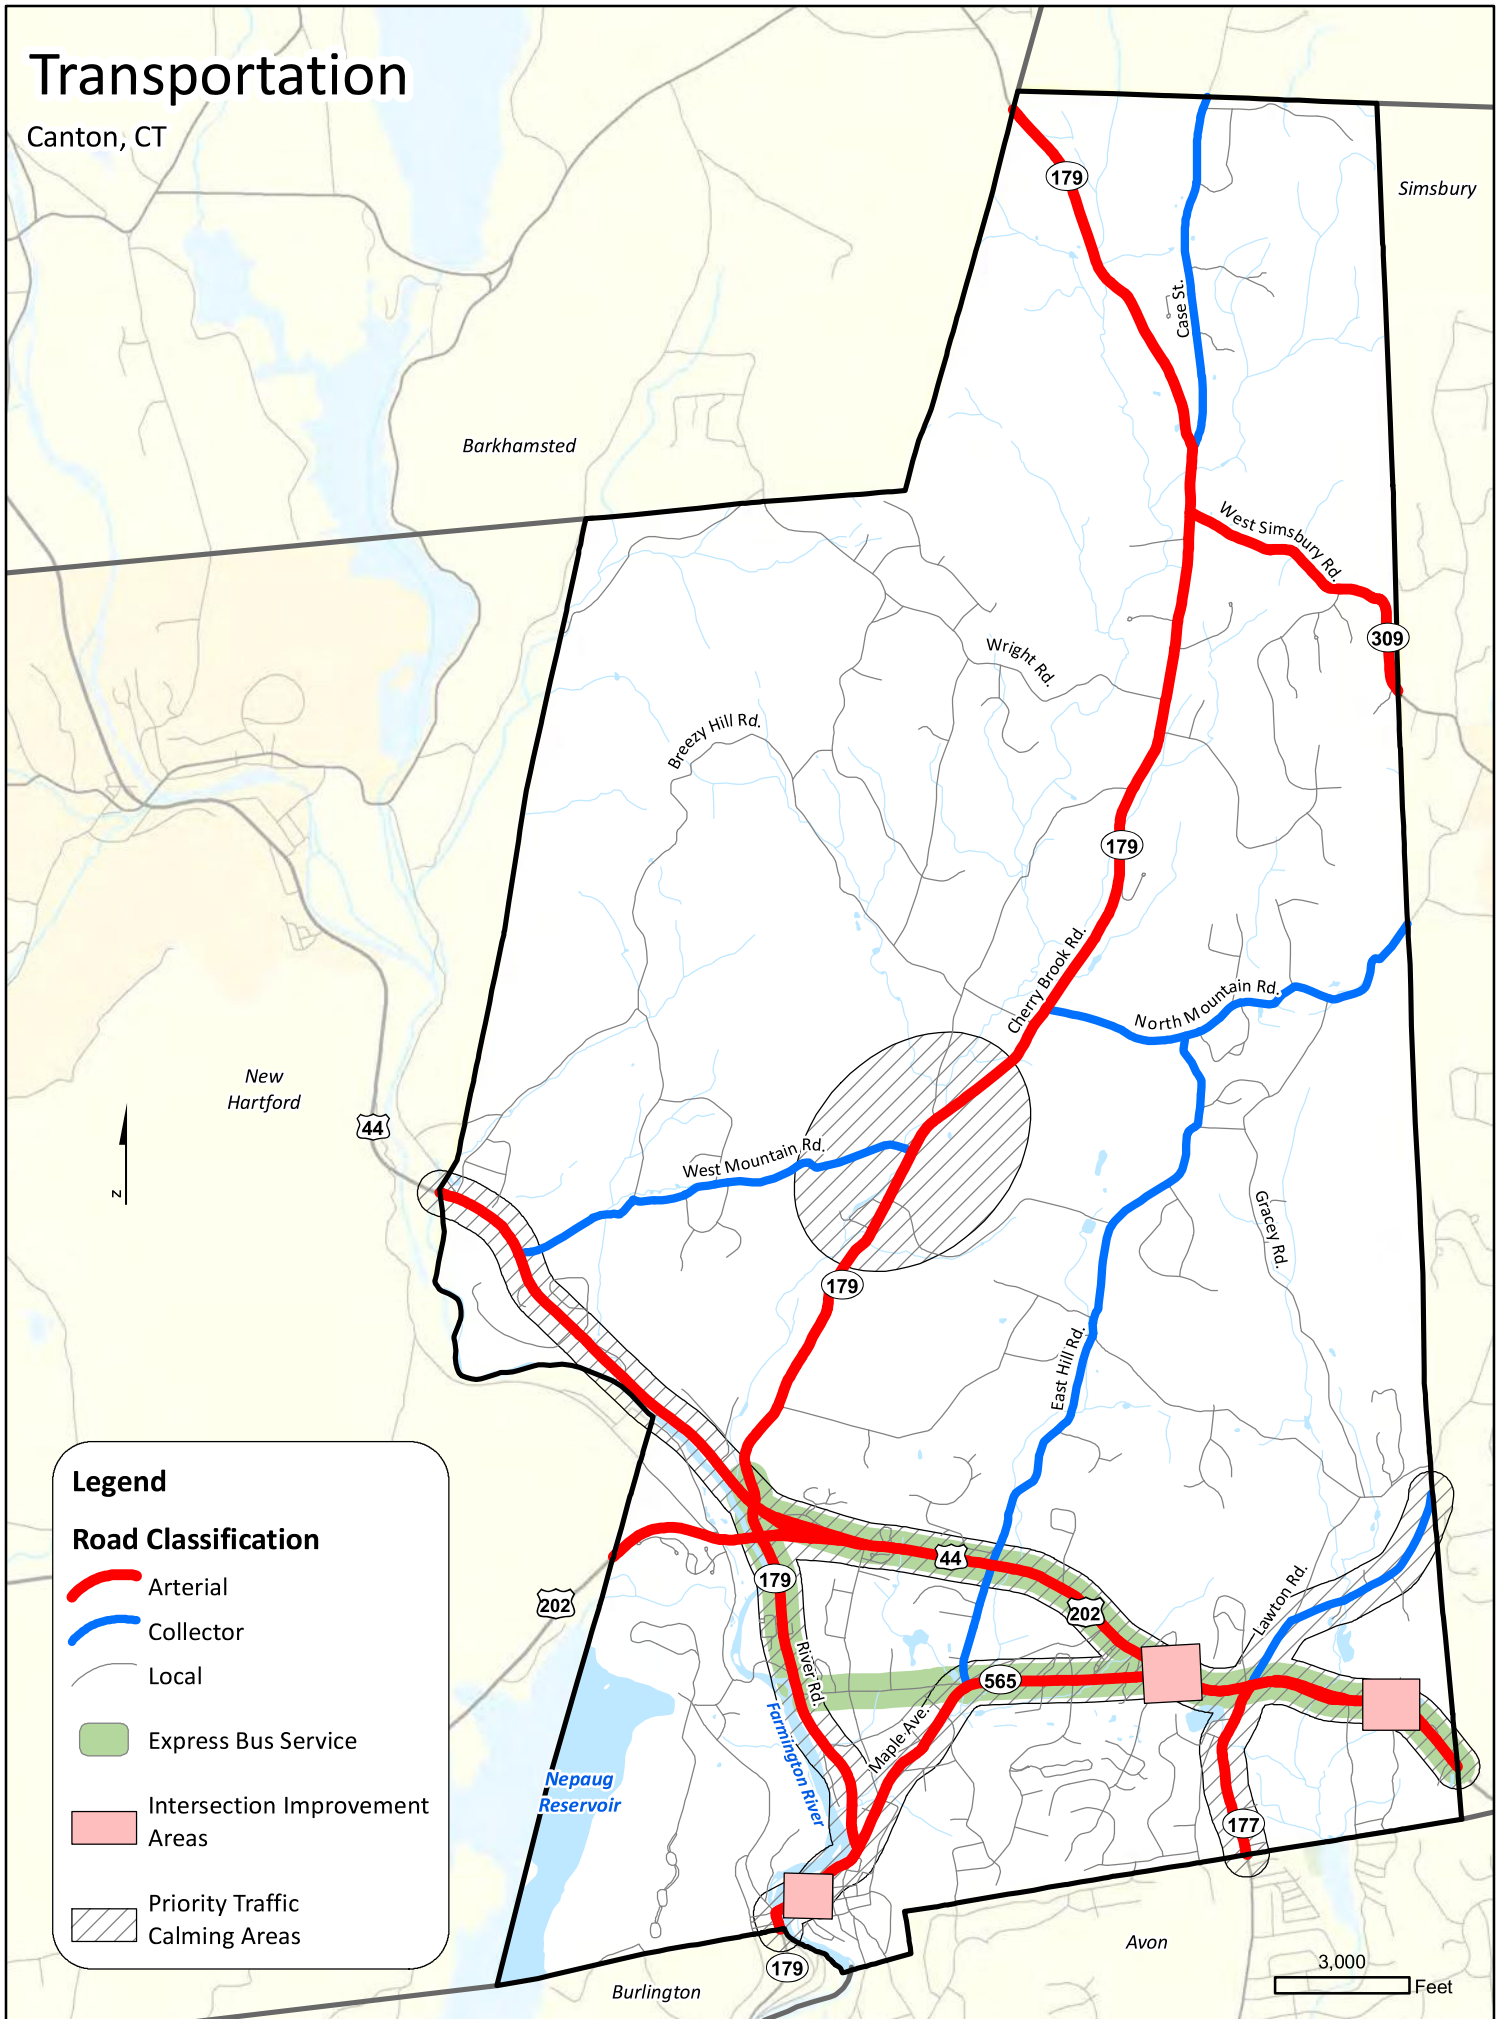 Transportation
Canton, CT
179
Simsbury
Case St.
Barkhamsted
West Simsbury Rd.
309
Wright Rd.
Breezy Hill Rd.
179
Cherry Brook Rd.
North Mountain Rd.
New
Hartford
44
West Mountain Rd.
N
Gracey Rd.
179
East Hill Rd.
Legend
Road Classification
Arterial
Collector
Local
Express Bus Service
Intersection Improvement
Areas
Priority Traffic
Calming Areas
44
179
202
202
Lawton Rd.
River Rd.
565
Maple Ave.
Farmington River
Nepaug
Reservoir
177
179
Avon
Burlington
3,000
Feet